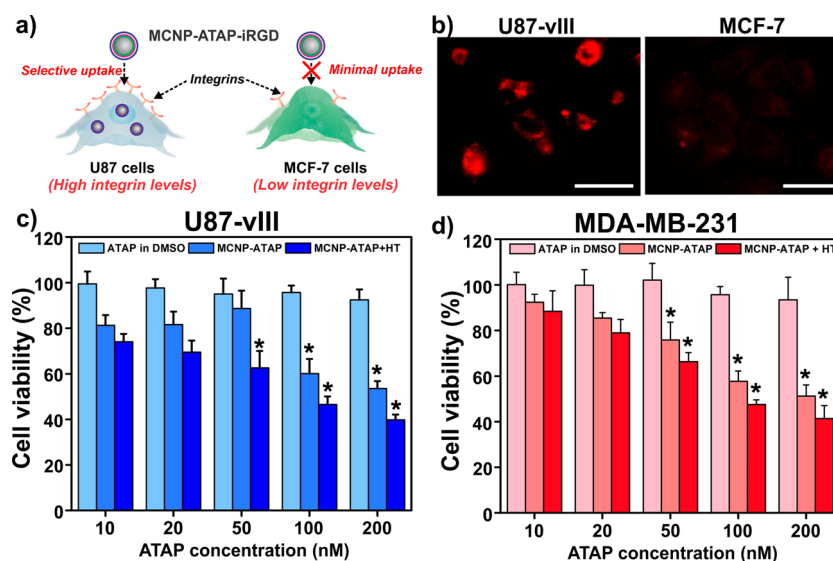 a)
MCNP-ATAP-iRGD
Selective uptake
Integrins
Minimal uptake
U87 cells
(High integrin levels)
MCF-7 cells
(Low integrin levels)
b)
U87-vIII
MCF-7
c)
U87-vIII
ATAP in DMSO
MCNP-ATAP
MCNP-ATAP+HT
Cell viability (%)
120
100
80
60
40
20
0
* * * * *
10 20 50 100 200
ATAP concentration (nM)
d)
MDA-MB-231
ATAP in DMSO
MCNP-ATAP
MCNP-ATAP + HT
Cell viability (%)
120
100
80
60
40
20
0
* * * * * *
10 20 50 100 200
ATAP concentration (nM)